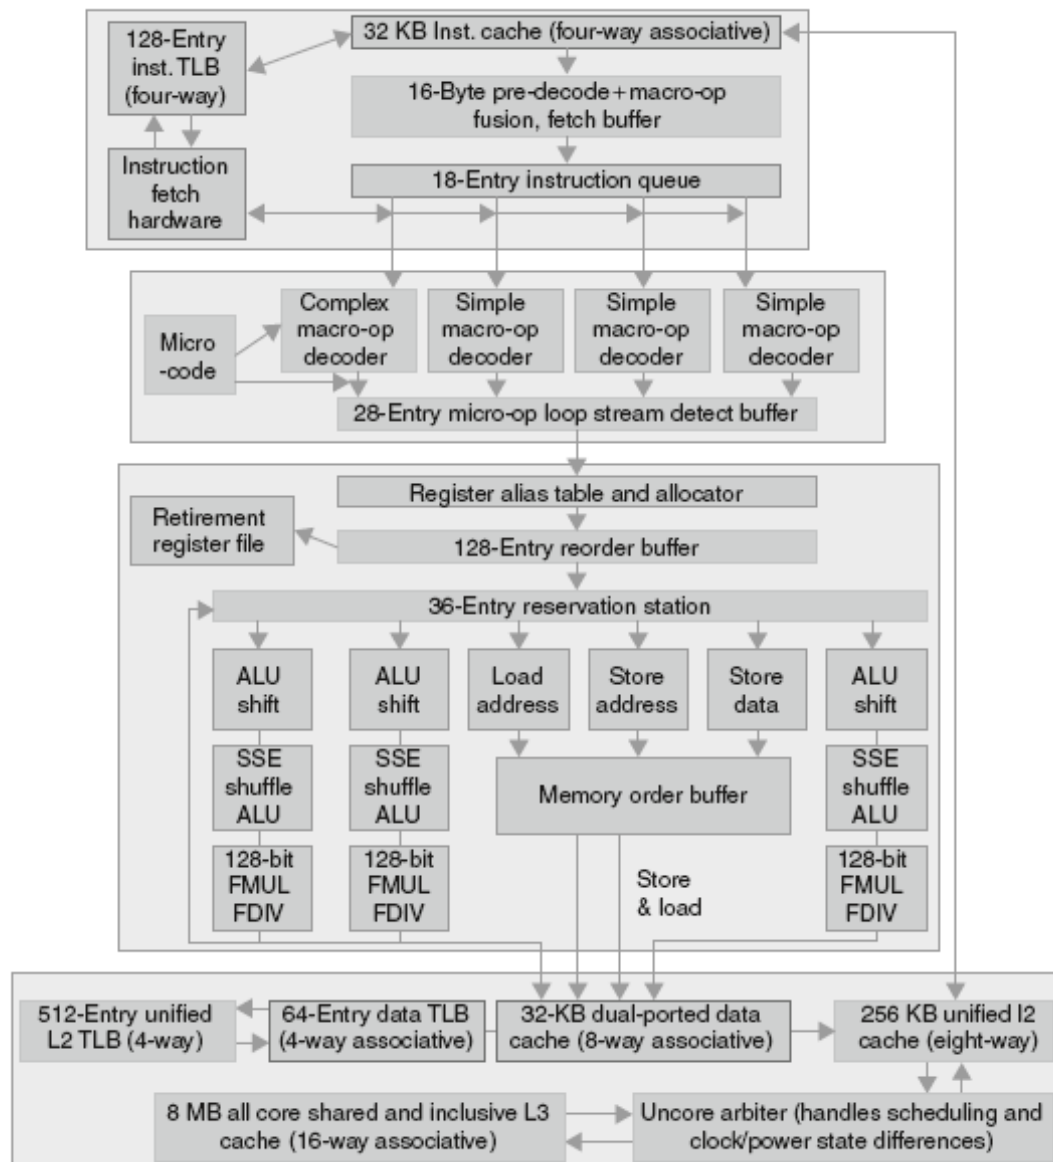 128-Entry
inst. TLB
(four-way)
32 KB Inst. cache (four-way associative)
16-Byte pre-decode+macro-op
fusion, fetch buffer
Instruction
fetch
hardware
18-Entry instruction queue
Micro
-code
Complex
macro-op
decoder
Simple
macro-op
decoder
Simple
macro-op
decoder
Simple
macro-op
decoder
28-Entry micro-op loop stream detect buffer
Register alias table and allocator
Retirement
register file
128-Entry reorder buffer
36-Entry reservation station
ALU
shift
ALU
shift
Load
address
Store
address
Store
data
ALU
shift
SSE
shuffle
ALU
SSE
shuffle
ALU
Memory order buffer
SSE
shuffle
ALU
128-bit
FMUL
FDIV
128-bit
FMUL
FDIV
Store
& load
128-bit
FMUL
FDIV
512-Entry unified
L2 TLB (4-way)
64-Entry data TLB
(4-way associative)
32-KB dual-ported data
cache (8-way associative)
256 KB unified l2
cache (eight-way)
8 MB all core shared and inclusive L3
cache (16-way associative)
Uncore arbiter (handles scheduling and
clock/power state differences)